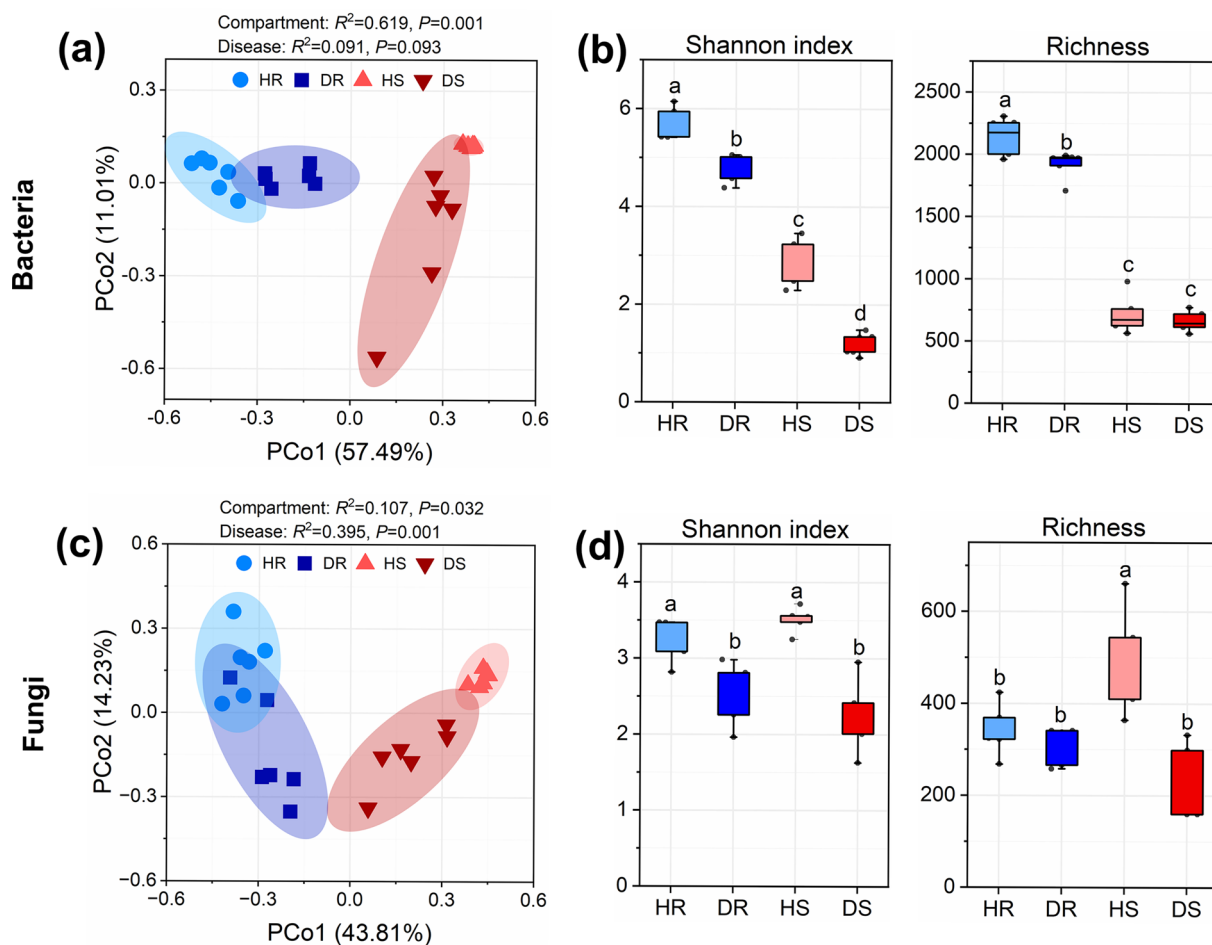 Compartment: R²=0.619, P=0.001
Disease: R²=0.091, P=0.093
(a)
HR DR HS DS
0.3
0.0
-0.3
-0.6
-0.6 -0.3 0.0 0.3 0.6
PCo2 (11.01%)
PCo1 (57.49%)
Bacteria
(b)
Shannon index
6
4
2
0
a
b
c
d
HR DR HS DS
Richness
2500
2000
1500
1000
500
0
a
b
c
c
HR DR HS DS
Compartment: R²=0.107, P=0.032
Disease: R²=0.395, P=0.001
(c)
HR DR HS DS
0.6
0.3
0.0
-0.3
-0.6
-0.6 -0.3 0.0 0.3 0.6
PCo2 (14.23%)
PCo1 (43.81%)
Fungi
(d)
Shannon index
4
3
2
1
0
a
b
a
b
HR DR HS DS
Richness
600
400
200
0
b
b
a
b
HR DR HS DS